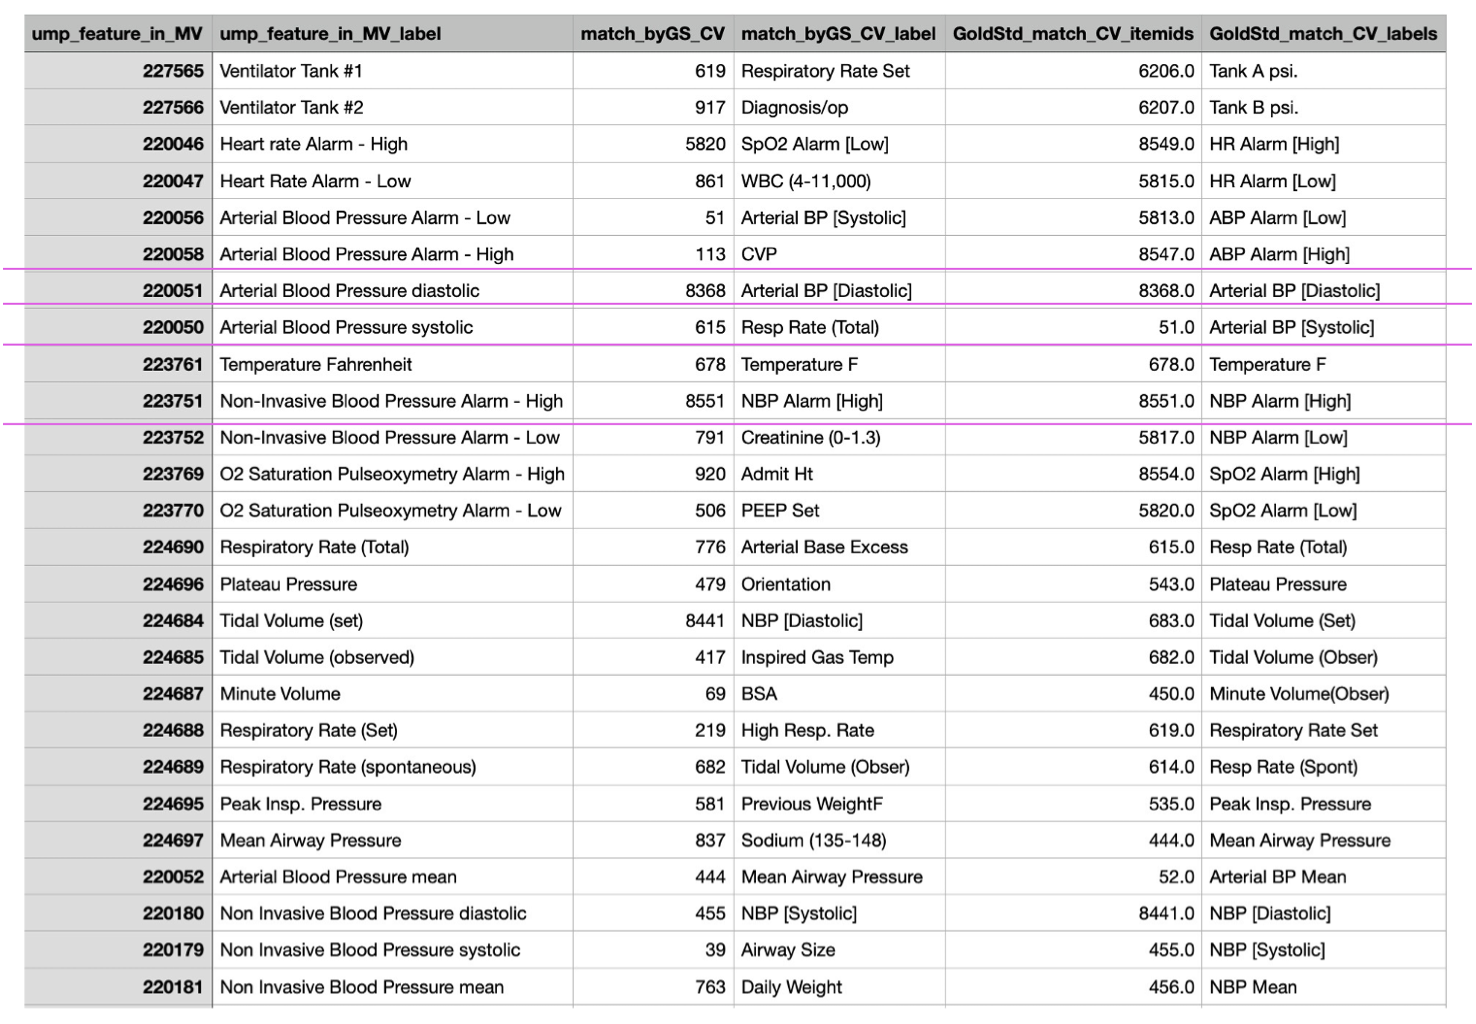 ump_feature_in_MV ump_feature_in_MV_label match_byGS_CV match_byGS_CV_label GoldStd_match_CV_itemids GoldStd_match_CV_labels
227565 Ventilator Tank #1 619 Respiratory Rate Set 6206.0 Tank A psi.
227566 Ventilator Tank #2 917 Diagnosis/op 6207.0 Tank B psi.
220046 Heart rate Alarm - High 5820 SpO2 Alarm [Low] 8549.0 HR Alarm [High]
220047 Heart Rate Alarm - Low 861 WBC (4-11,000) 5815.0 HR Alarm [Low]
220056 Arterial Blood Pressure Alarm - Low 51 Arterial BP [Systolic] 5813.0 ABP Alarm [Low]
220058 Arterial Blood Pressure Alarm - High 113 CVP 8547.0 ABP Alarm [High]
220051 Arterial Blood Pressure diastolic 8368 Arterial BP [Diastolic] 8368.0 Arterial BP [Diastolic]
220050 Arterial Blood Pressure systolic 615 Resp Rate (Total) 51.0 Arterial BP [Systolic]
223761 Temperature Fahrenheit 678 Temperature F 678.0 Temperature F
223751 Non-Invasive Blood Pressure Alarm - High 8551 NBP Alarm [High] 8551.0 NBP Alarm [High]
223752 Non-Invasive Blood Pressure Alarm - Low 791 Creatinine (0-1.3) 5817.0 NBP Alarm [Low]
223769 O2 Saturation Pulseoxymetry Alarm - High 920 Admit Ht 8554.0 SpO2 Alarm [High]
223770 O2 Saturation Pulseoxymetry Alarm - Low 506 PEEP Set 5820.0 SpO2 Alarm [Low]
224690 Respiratory Rate (Total) 776 Arterial Base Excess 615.0 Resp Rate (Total)
224696 Plateau Pressure 479 Orientation 543.0 Plateau Pressure
224684 Tidal Volume (set) 8441 NBP [Diastolic] 683.0 Tidal Volume (Set)
224685 Tidal Volume (observed) 417 Inspired Gas Temp 682.0 Tidal Volume (Obser)
224687 Minute Volume 69 BSA 450.0 Minute Volume(Obser)
224688 Respiratory Rate (Set) 219 High Resp. Rate 619.0 Respiratory Rate Set
224689 Respiratory Rate (spontaneous) 682 Tidal Volume (Obser) 614.0 Resp Rate (Spont)
224695 Peak Insp. Pressure 581 Previous WeightF 535.0 Peak Insp. Pressure
224697 Mean Airway Pressure 837 Sodium (135-148) 444.0 Mean Airway Pressure
220052 Arterial Blood Pressure mean 444 Mean Airway Pressure 52.0 Arterial BP Mean
220180 Non Invasive Blood Pressure diastolic 455 NBP [Systolic] 8441.0 NBP [Diastolic]
220179 Non Invasive Blood Pressure systolic 39 Airway Size 455.0 NBP [Systolic]
220181 Non Invasive Blood Pressure mean 763 Daily Weight 456.0 NBP Mean